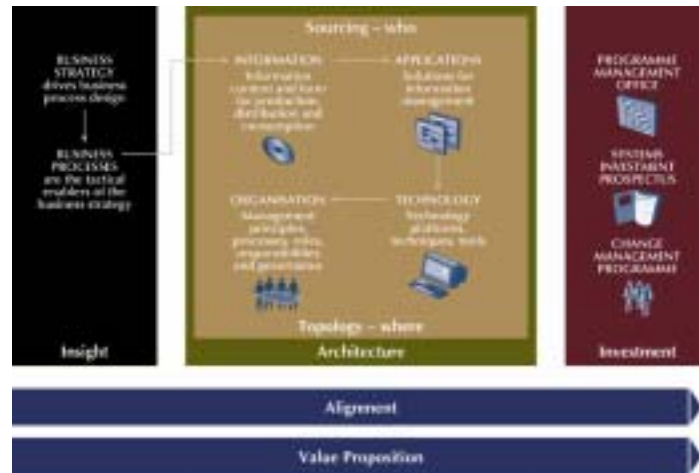 BUSINESS
STRATEGY
drives business
process design
BUSINESS
PROCESSES
are the tactical
enablers of the
business strategy
Insight
Sourcing – who
INFORMATION
Information
content and form
for production,
distribution and
consumption
APPLICATIONS
Solutions for
information
management
ORGANISATION
Management
principles,
processes, roles,
responsibilities
and governance
TECHNOLOGY
Technology
platforms,
techniques, tools
Topology – where
Architecture
PROGRAMME
MANAGEMENT
OFFICE
SYSTEMS
INVESTMENT
PROSPECTUS
CHANGE
MANAGEMENT
PROGRAMME
Investment
Alignment
Value Proposition